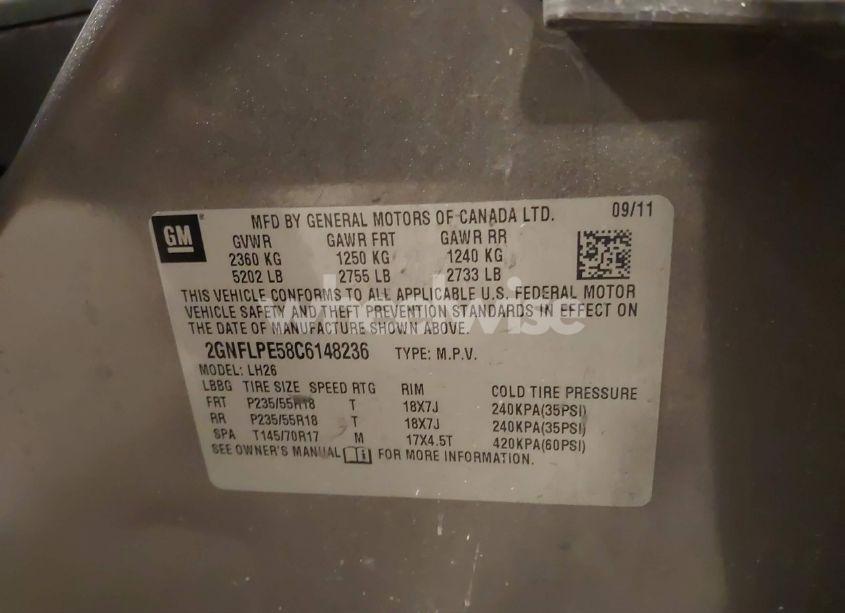 GM
MFD BY GENERAL MOTORS OF CANADA LTD. 09/11
GVWR GAWR FRT GAWR RR
2360 KG 1250 KG 1240 KG
5202 LB 2755 LB 2733 LB
THIS VEHICLE CONFORMS TO ALL APPLICABLE U.S. FEDERAL MOTOR
VEHICLE SAFETY AND THEFT PREVENTION STANDARDS IN EFFECT ON
THE DATE OF MANUFACTURE SHOWN ABOVE.
2GNFLPE58C6148236 TYPE: M.P.V.
MODEL: LH26
LBBG TIRE SIZE SPEED RTG RIM COLD TIRE PRESSURE
FRT P235/55R18 T 18X7J 240KPA(35PSI)
RR P235/55R18 T 18X7J 240KPA(35PSI)
SPA T145/70R17 M 17X4.5T 420KPA(60PSI)
SEE OWNER'S MANUAL FOR MORE INFORMATION.